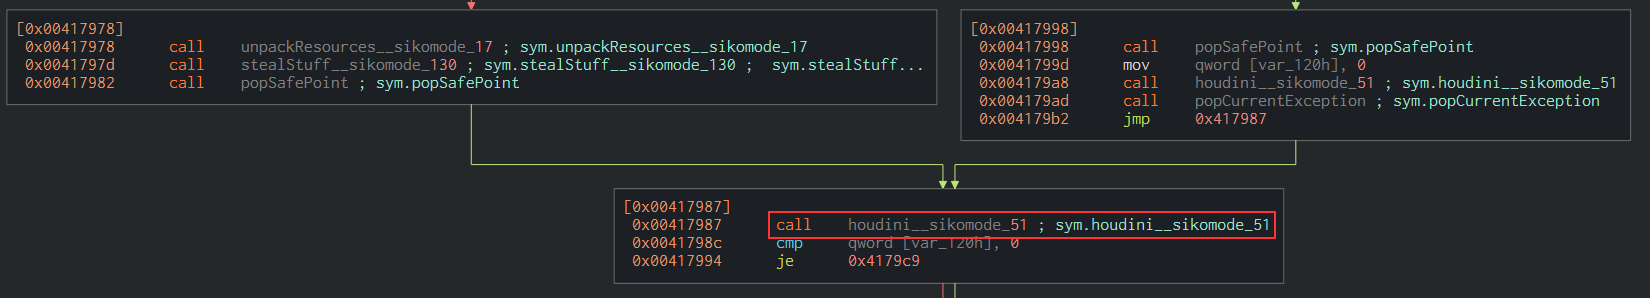 [0x00417978]
0x00417978 call unpackResources__sikomode_17 ; sym.unpackResources__sikomode_17
0x0041797d call stealStuff__sikomode_130 ; sym.stealStuff__sikomode_130 ; sym.stealStuff...
0x00417982 call popSafePoint ; sym.popSafePoint
[0x00417998]
0x00417998 call popSafePoint ; sym.popSafePoint
0x0041799d mov qword [var_120h], 0
0x004179a8 call houdini__sikomode_51 ; sym.houdini__sikomode_51
0x004179ad call popCurrentException ; sym.popCurrentException
0x004179b2 jmp 0x417987
[0x00417987]
0x00417987 call houdini__sikomode_51 ; sym.houdini__sikomode_51
0x0041798c cmp qword [var_120h], 0
0x00417994 je 0x4179c9